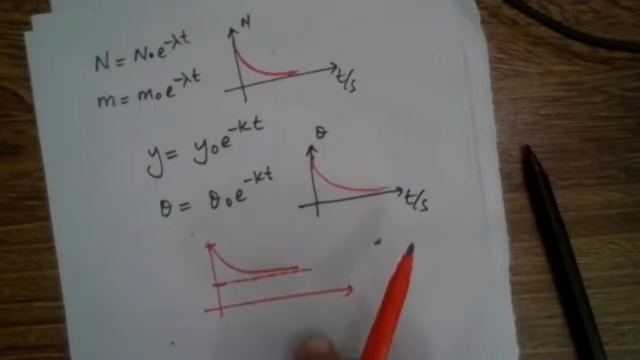 N = N₀e^-λt
m = m₀e^-λt
N
t/s
y = y₀e^-kt
θ = θ₀e^-kt
θ
t/s